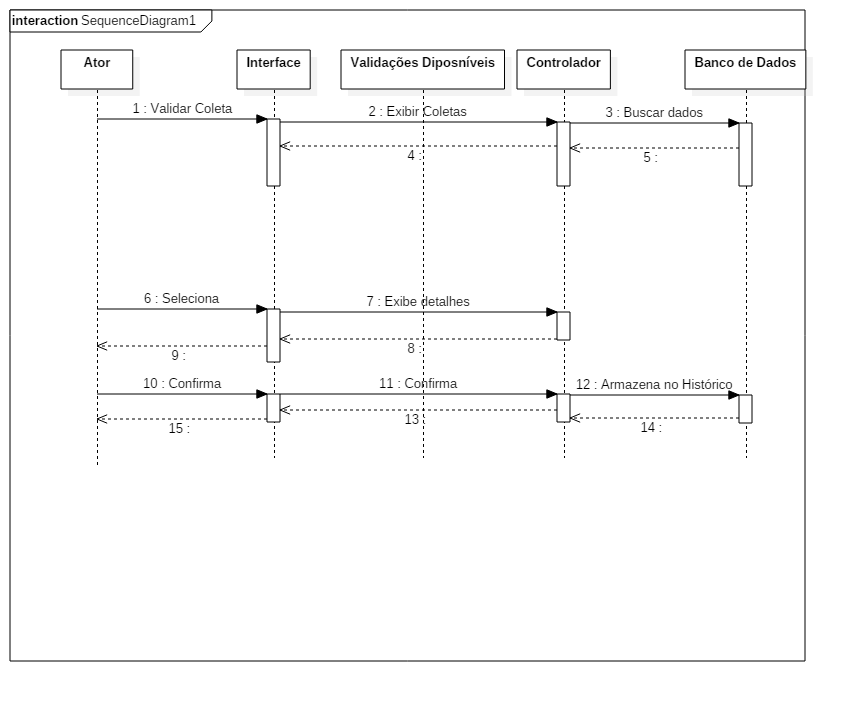 interaction SequenceDiagram1
Ator
Interface
Validações Diposníveis
Controlador
Banco de Dados
1 : Validar Coleta
2 : Exibir Coletas
3 : Buscar dados
4 :
5 :
6 : Seleciona
7 : Exibe detalhes
8 :
9 :
10 : Confirma
11 : Confirma
12 : Armazena no Histórico
13 :
14 :
15 :